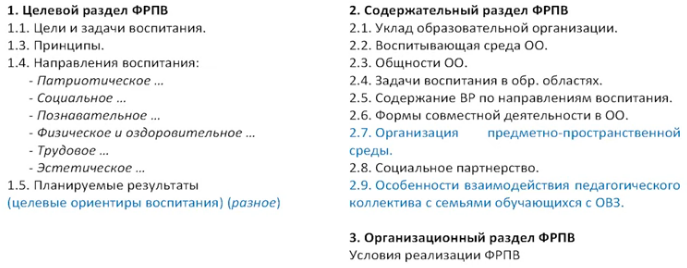 1. Целевой раздел ФРПВ
1.1. Цели и задачи воспитания.
1.3. Принципы.
1.4. Направления воспитания:
- Патриотическое ...
- Социальное ...
- Познавательное ...
- Физическое и оздоровительное ...
- Трудовое ...
- Эстетическое ...
1.5. Планируемые результаты
(целевые ориентиры воспитания) (разное)
2. Содержательный раздел ФРПВ
2.1. Уклад образовательной организации.
2.2. Воспитывающая среда ОО.
2.3. Общности ОО.
2.4. Задачи воспитания в обр. областях.
2.5. Содержание ВР по направлениям воспитания.
2.6. Формы совместной деятельности в ОО.
2.7. Организация предметно-пространственной
среды.
2.8. Социальное партнерство.
2.9. Особенности взаимодействия педагогического
коллектива с семьями обучающихся с ОВЗ.
3. Организационный раздел ФРПВ
Условия реализации ФРПВ